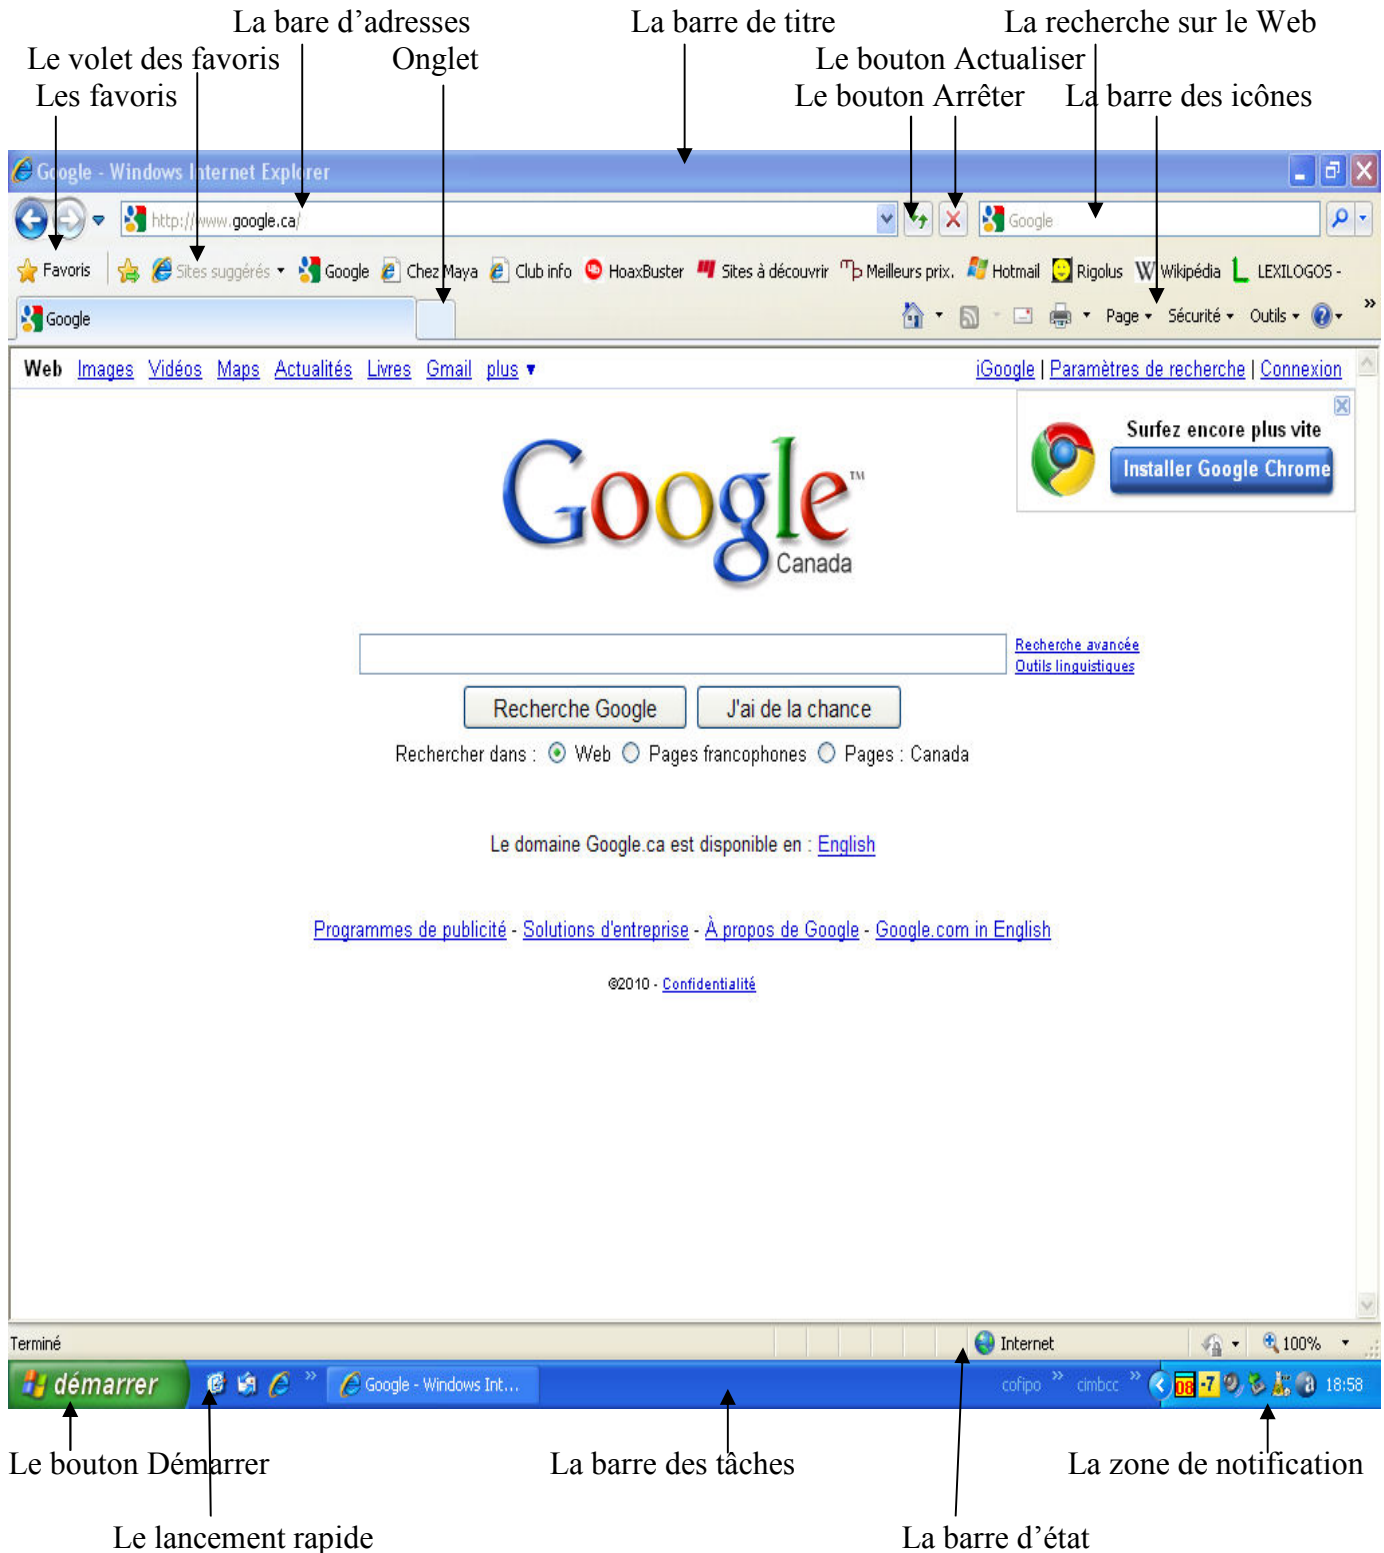 La bare d’adresses La barre de titre La recherche sur le Web
Le volet des favoris Onglet Le bouton Actualiser
Les favoris Le bouton Arrêter La barre des icônes
Google - Windows Internet Explorer
http://www.google.ca/ Google
Favoris Sites suggérés Google Chez Maya Club info HoaxBuster Sites à découvrir Meilleurs prix. Hotmail Rigolus Wikipédia LEXILOGOS -
Google Page Sécurité Outils »
Web Images Vidéos Maps Actualités Livres Gmail plus ▼ iGoogle | Paramètres de recherche | Connexion
Surfez encore plus vite
Installer Google Chrome
Google™
Canada
Recherche avancée
Outils linguistiques
Recherche Google J'ai de la chance
Rechercher dans : Web Pages francophones Pages : Canada
Le domaine Google.ca est disponible en : English
Programmes de publicité - Solutions d'entreprise - À propos de Google - Google.com in English
©2010 - Confidentialité
Terminé Internet 100%
démarrer » Google - Windows Int... cofipo » cimbcc » 08 -7 18:58
Le bouton Démarrer La barre des tâches La zone de notification
Le lancement rapide La barre d’état